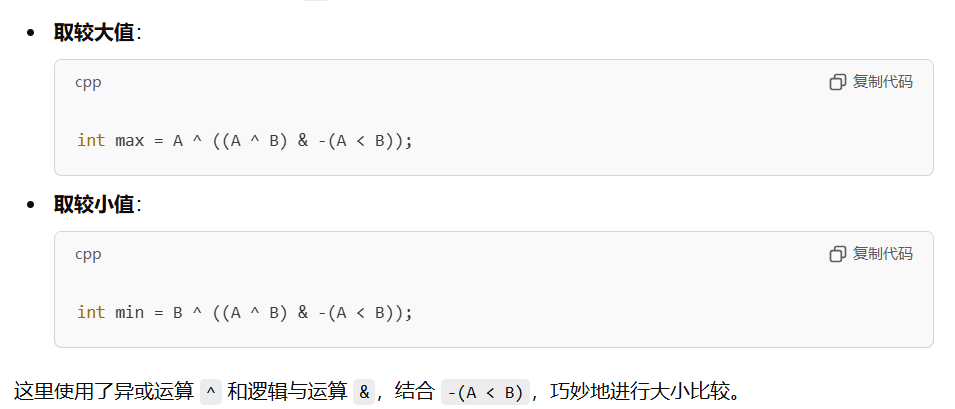 取较大值：
cpp
复制代码
int max = A ^ ((A ^ B) & -(A < B));
取较小值：
cpp
复制代码
int min = B ^ ((A ^ B) & -(A < B));
这里使用了异或运算 ^ 和逻辑与运算 &，结合 -(A < B)，巧妙地进行大小比较。